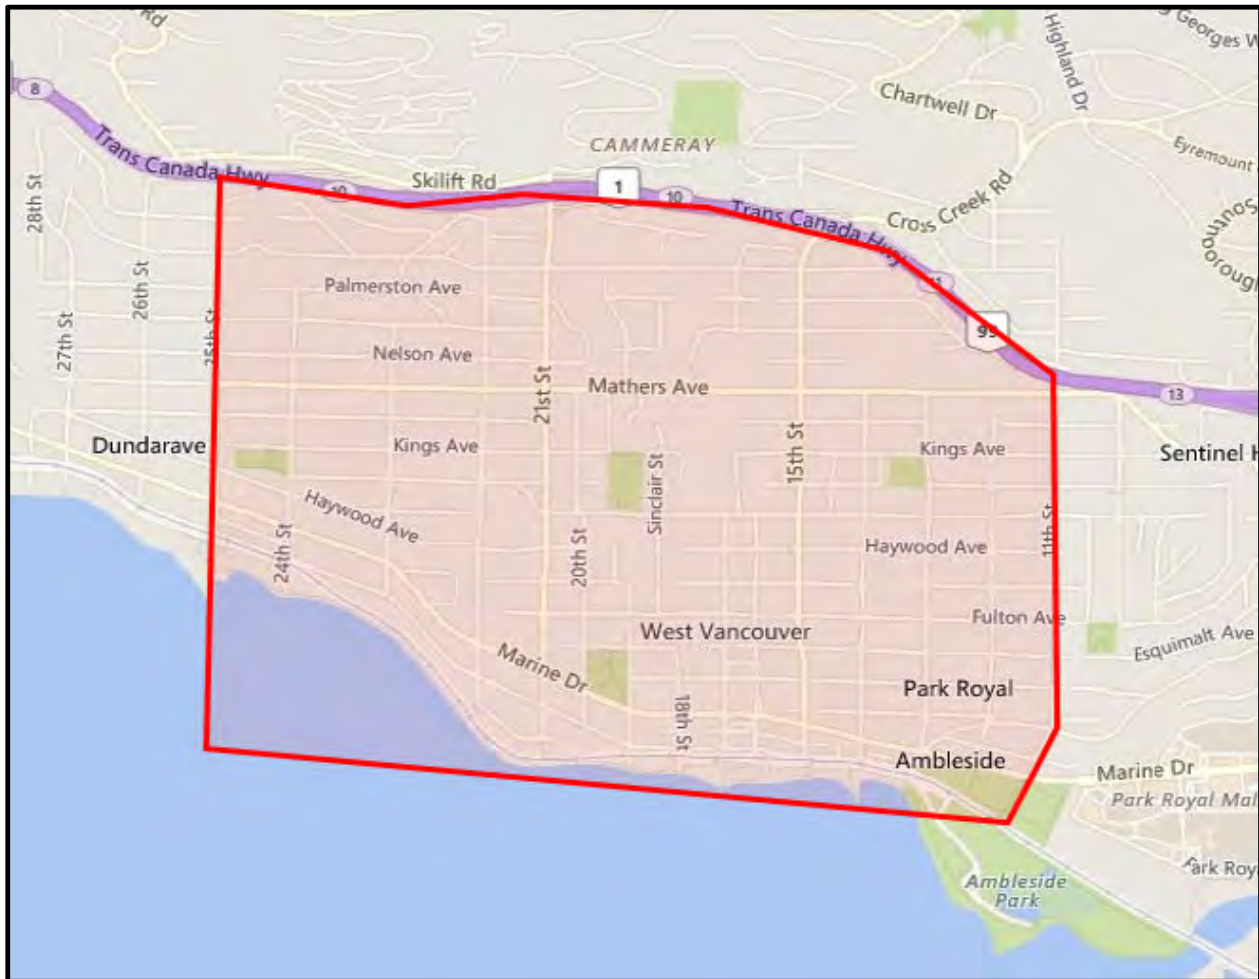 Rd
Georges W
Highland Dr
Chartwell Dr
8
CAMMERAY
Eyremount
Trans Canada Hwy
28th St
10
Skilift Rd
1
10
Trans Canada Hwy
Cross Creek Rd
26th St
Palmerston Ave
27th St
25th St
Nelson Ave
99
Mathers Ave
13
21st St
15th St
Dundarave
Kings Ave
Kings Ave
Sentinel H
Sinclair St
Haywood Ave
24th St
20th St
Haywood Ave
11th St
West Vancouver
Fulton Ave
Esquimalt Ave
Marine Dr
18th St
Park Royal
Ambleside
Marine Dr
Park Royal Mal
Park Roya
Ambleside
Park